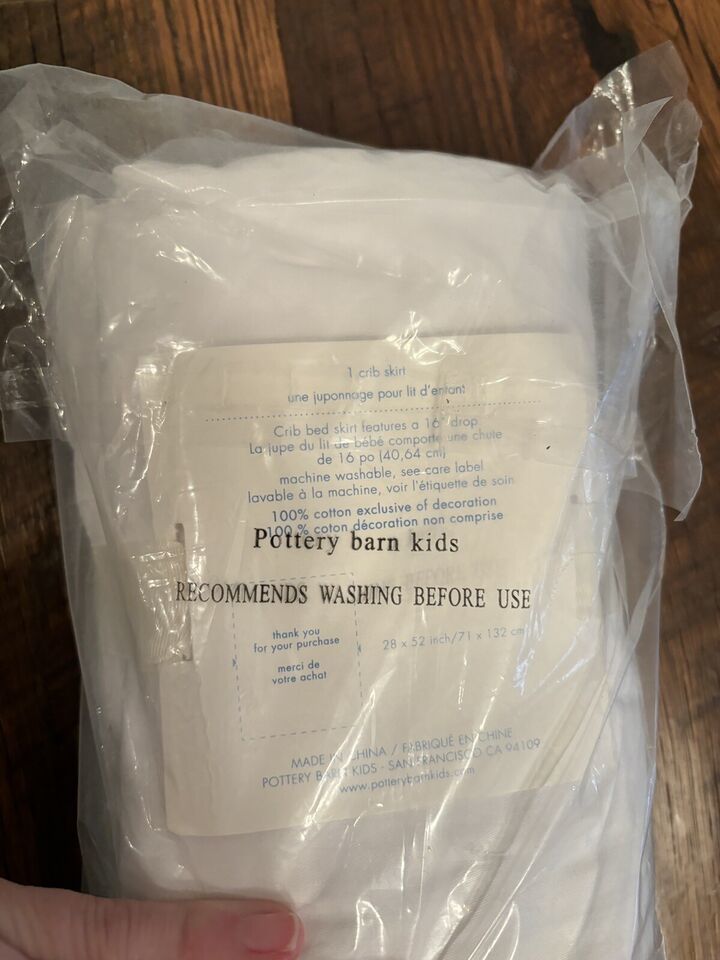 1 crib skirt
une juponnage pour lit d'enfant
Crib bed skirt features a 16" drop
La jupe du lit de bébé comporte une chute
de 16 po (40,64 cm)
machine washable, see care label
lavable à la machine, voir l'étiquette de soin
100% cotton exclusive of decoration
100% coton décoration non comprise
Pottery barn kids
RECOMMENDS WASHING BEFORE USE
thank you
for your purchase
merci de
votre achat
28 x 52 inch/71 x 132 cm
MADE IN CHINA / FABRIQUÉ EN CHINE
POTTERY BARN KIDS - SAN FRANCISCO CA 94109
www.potterybarnkids.com